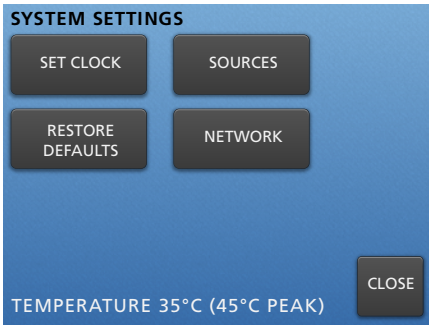 SYSTEM SETTINGS
SET CLOCK
SOURCES
RESTORE
DEFAULTS
NETWORK
CLOSE
TEMPERATURE 35°C (45°C PEAK)